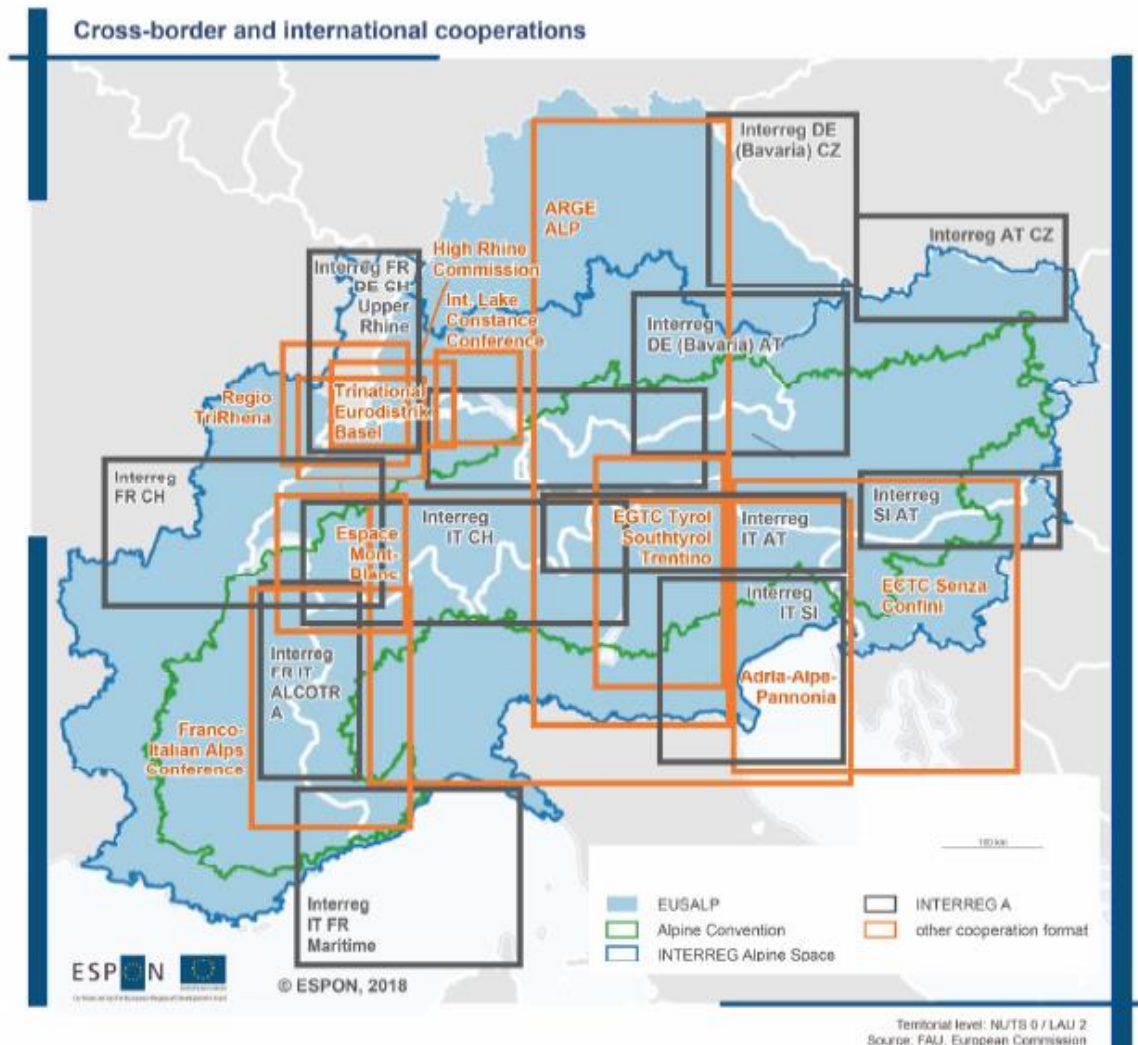 Cross-border and international cooperations
Interreg DE
(Bavaria) CZ
ARGE
ALP
Interreg AT CZ
High Rhine
Commission
Interreg FR
DE CH
Upper
Rhine
Int. Lake
Constance
Conference
Interreg
DE (Bavaria) AT
Regio
TriRhena
Trinational
Eurodistrik
Basel
Interreg
FR CH
Interreg
SI AT
Espace
Mont-
Blanc
Interreg
IT CH
EGTC Tyrol
Southtyrol
Trentino
Interreg
IT AT
ECTC Senza
Confini
Interreg
IT SI
Interreg
FR IT
ALCOTR
A
Adria-Alpe-
Pannonia
Franco-
Italian Alps
Conference
100 km
Interreg
IT FR
Maritime
EUSALP
Alpine Convention
INTERREG Alpine Space
INTERREG A
other cooperation format
ESPON
© ESPON, 2018
Territorial level: NUTS 0 / LAU 2
Source: FAU, European Commission